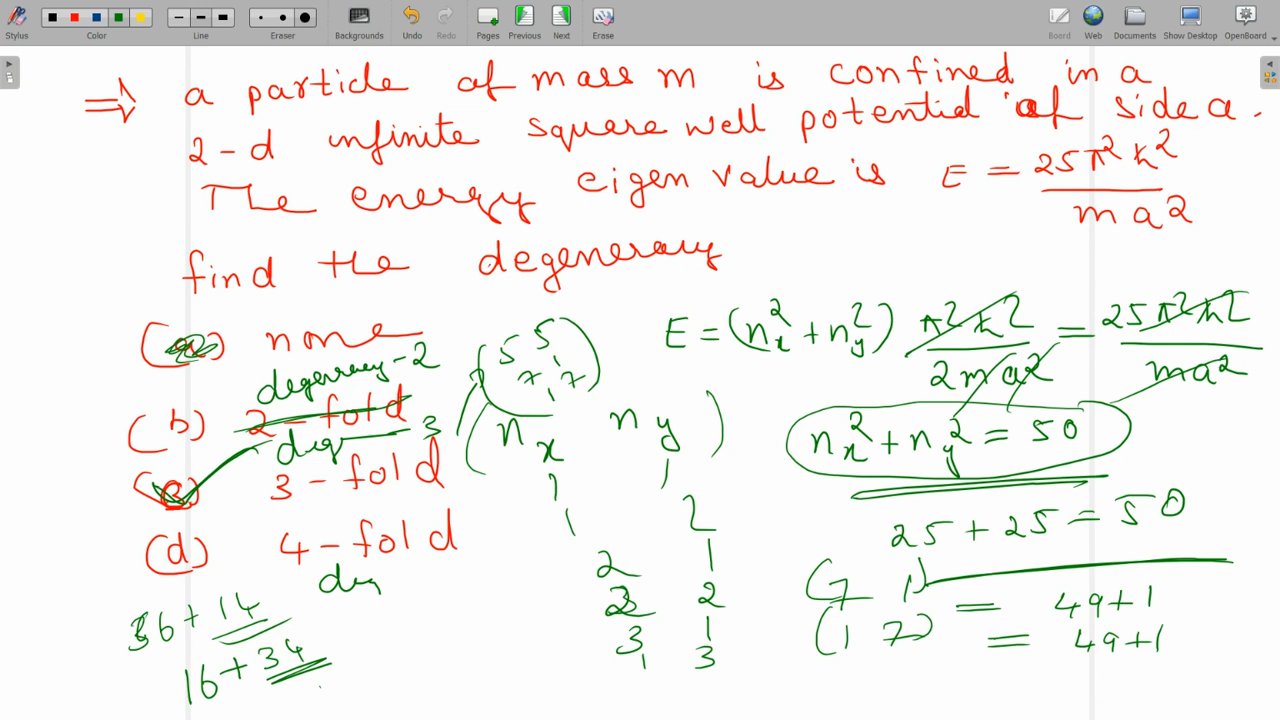 Stylus Color Line Eraser Backgrounds Undo Redo Pages Previous Next Erase Board Web Documents Show Desktop OpenBoard
⇒ a particle of mass m is confined in a
2-d infinite square well potential of side a.
The energy eigen value is E = 25π²ħ² / ma²
find the degeneracy
(a) none
degenracy-2
(b) 2-fold
deg 3
3-fold
(d) 4-fold
deg
36+14
16+34
5 5
7, 1, 7
nx ny
1 1
1 2
2 1
2 2
3 1
1 3
E = (nx² + ny²) π²ħ² / 2ma² = 25π²ħ² / ma²
nx² + ny² = 50
25 + 25 = 50
(7 1) = 49+1
(1 7) = 49+1